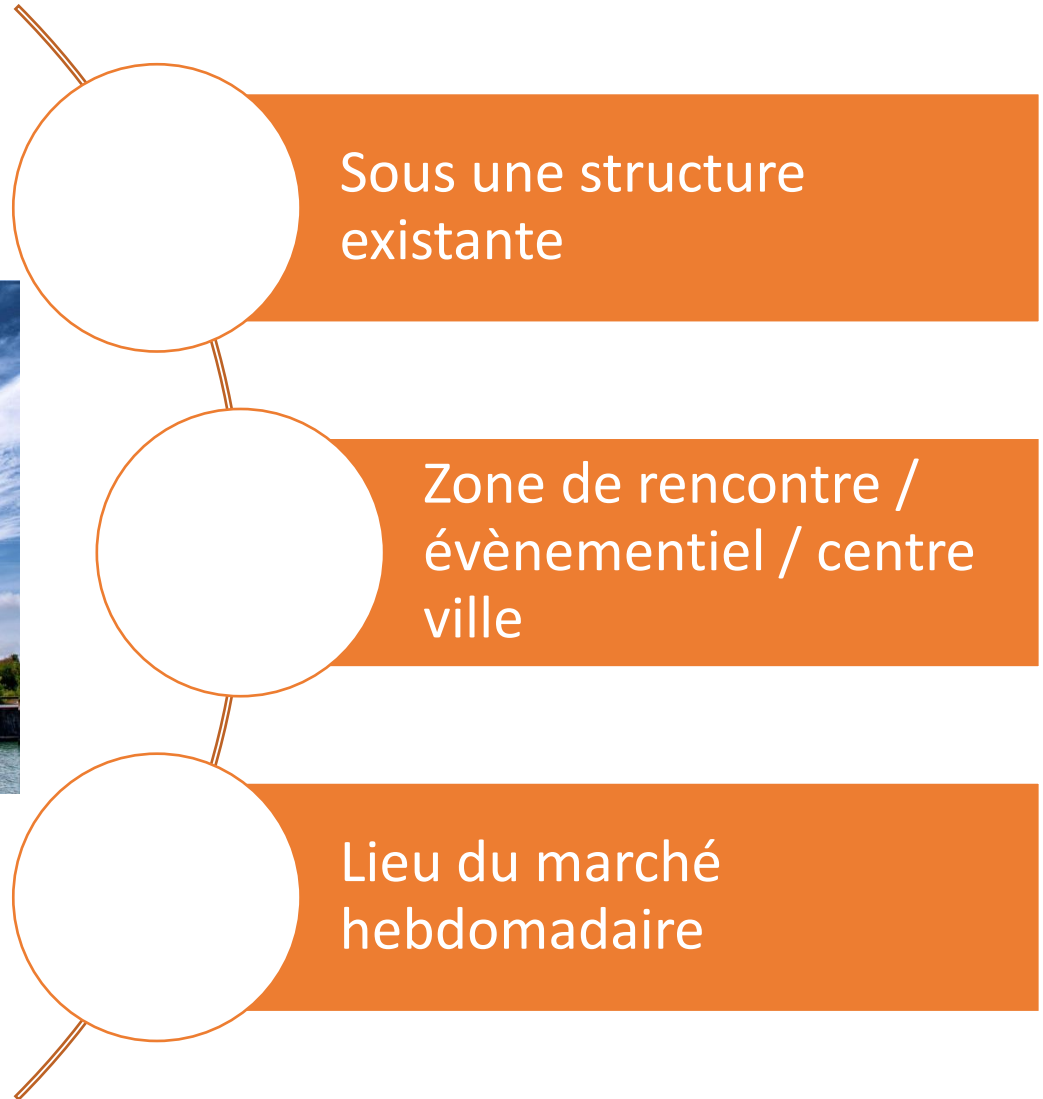 Sous une structure
existante
Zone de rencontre /
évènementiel / centre
ville
Lieu du marché
hebdomadaire